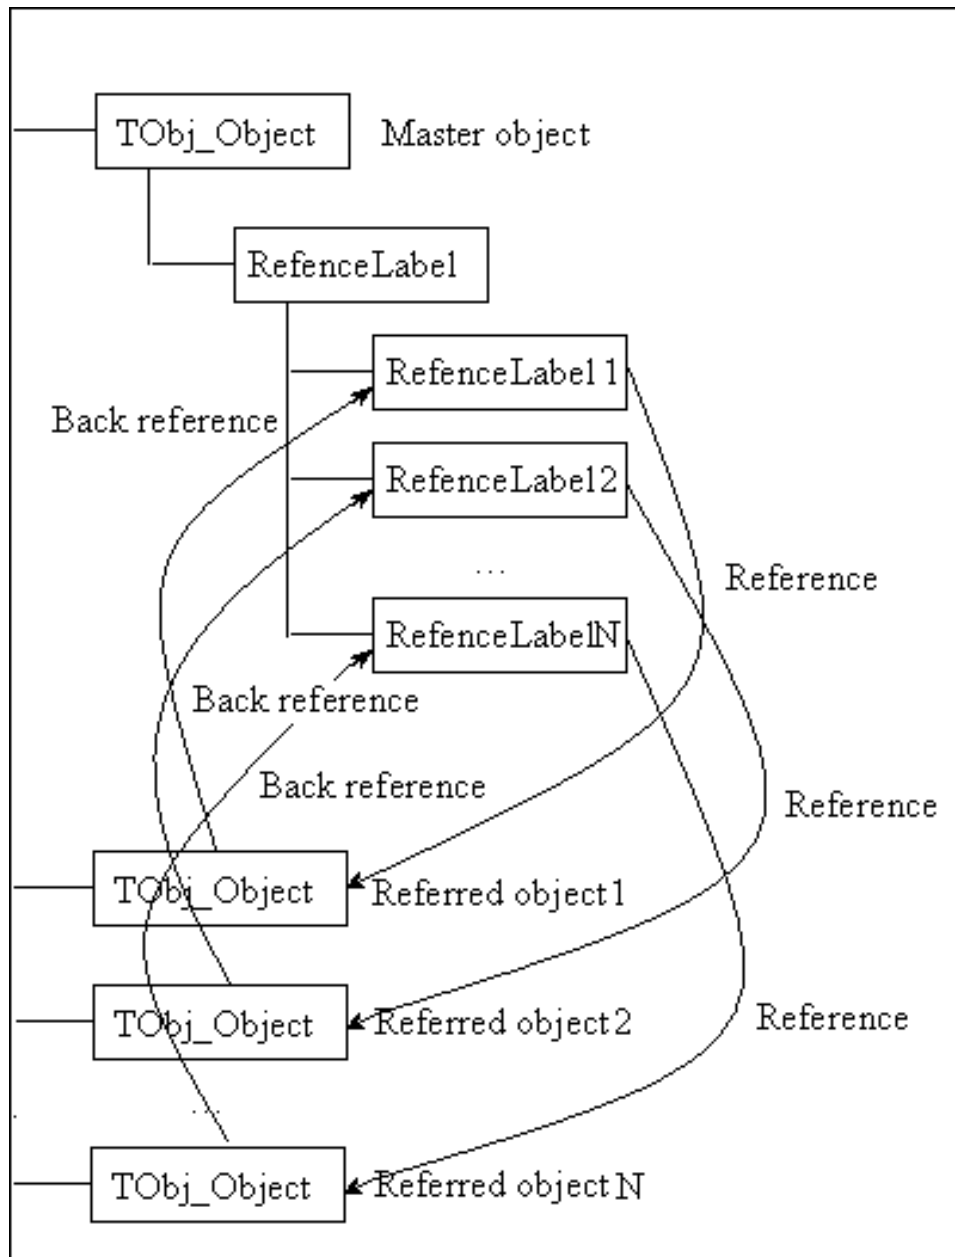 TObj_Object Master object
RefenceLabel
RefenceLabel1
Back reference
RefenceLabel2
...
Reference
RefenceLabelN
Back reference
Back reference
Reference
TObj_Object Referred object1
TObj_Object Referred object2
Reference
...
TObj_Object Referred objectN